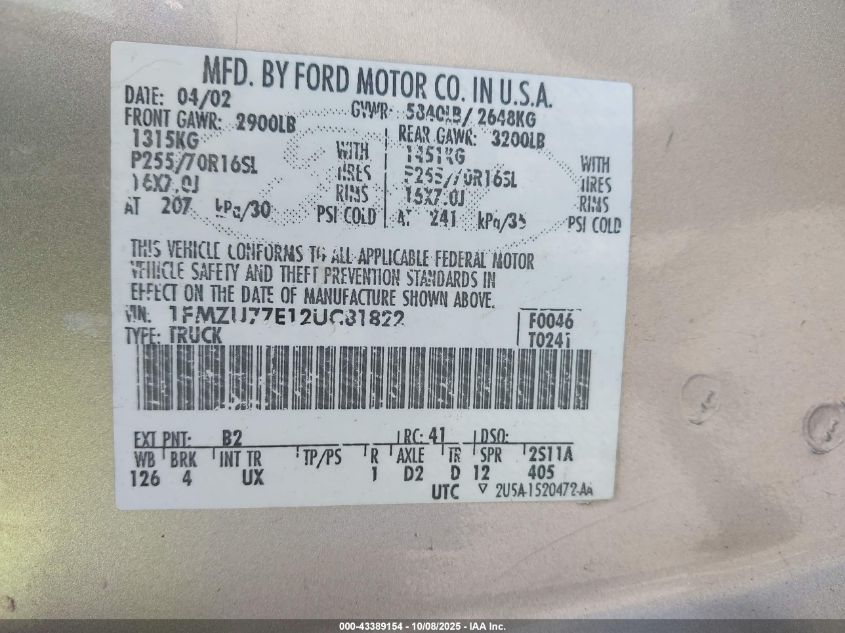 MFD. BY FORD MOTOR CO. IN U.S.A.
DATE: 04/02 GVWR: 5840LB/ 2648KG
FRONT GAWR: 2900LB REAR GAWR: 3200LB
1315KG WITH 1451KG WITH
P255/70R16SL TIRES P255/70R16SL TIRES
16X7.0J RIMS 16X7.0J RIMS
AT 207 kPa/30 PSI COLD AT 241 kPa/35 PSI COLD
THIS VEHICLE CONFORMS TO ALL APPLICABLE FEDERAL MOTOR
VEHICLE SAFETY AND THEFT PREVENTION STANDARDS IN
EFFECT ON THE DATE OF MANUFACTURE SHOWN ABOVE.
VIN: 1FMZU77E12UC81822 F0046
TYPE: TRUCK T0241
EXT PNT: B2 RC: 41 DSO:
WB BRK INT TR TP/PS R AXLE TR SPR 2S11A
126 4 UX 1 D2 D 12 405
UTC ▽ 2U5A-1520472-AA
000-43389154 - 10/08/2025 - IAA Inc.